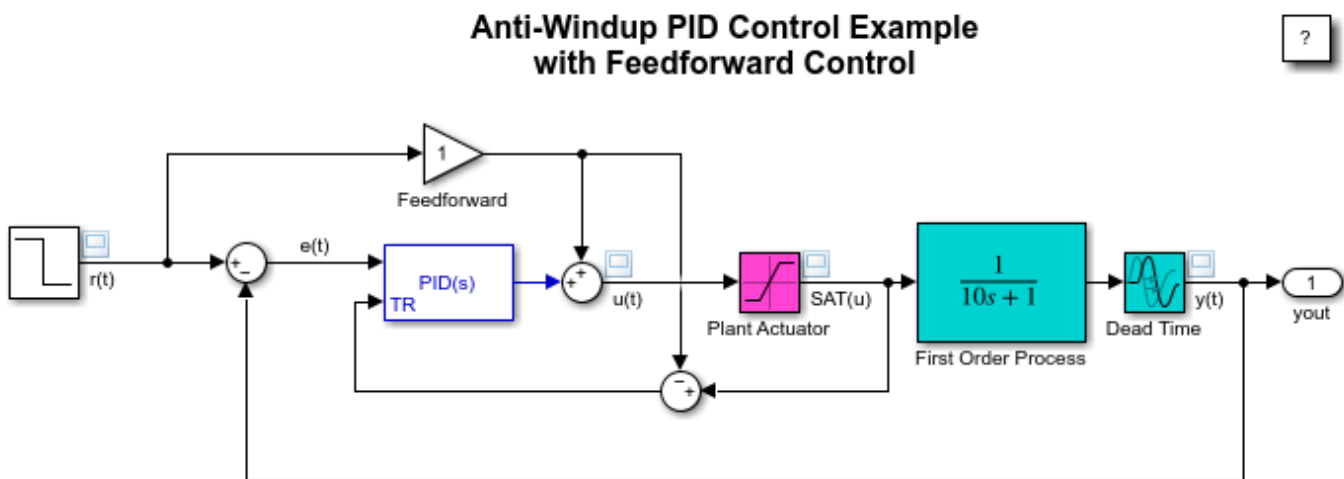 Anti-Windup PID Control Example
with Feedforward Control
?
1
Feedforward
r(t)
+
−
e(t)
PID(s)
TR
+
+
u(t)
Plant Actuator
SAT(u)
1
10s + 1
First Order Process
Dead Time
y(t)
1
yout
−
+